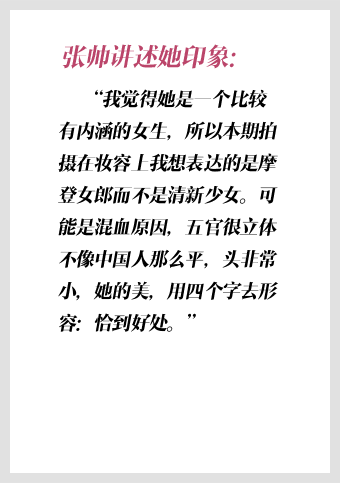 张帅讲述她印象:
“我觉得她是一个比较
有内涵的女生，所以本期拍
摄在妆容上我想表达的是摩
登女郎而不是清新少女。可
能是混血原因，五官很立体
不像中国人那么平，头非常
小，她的美，用四个字去形
容：恰到好处。”